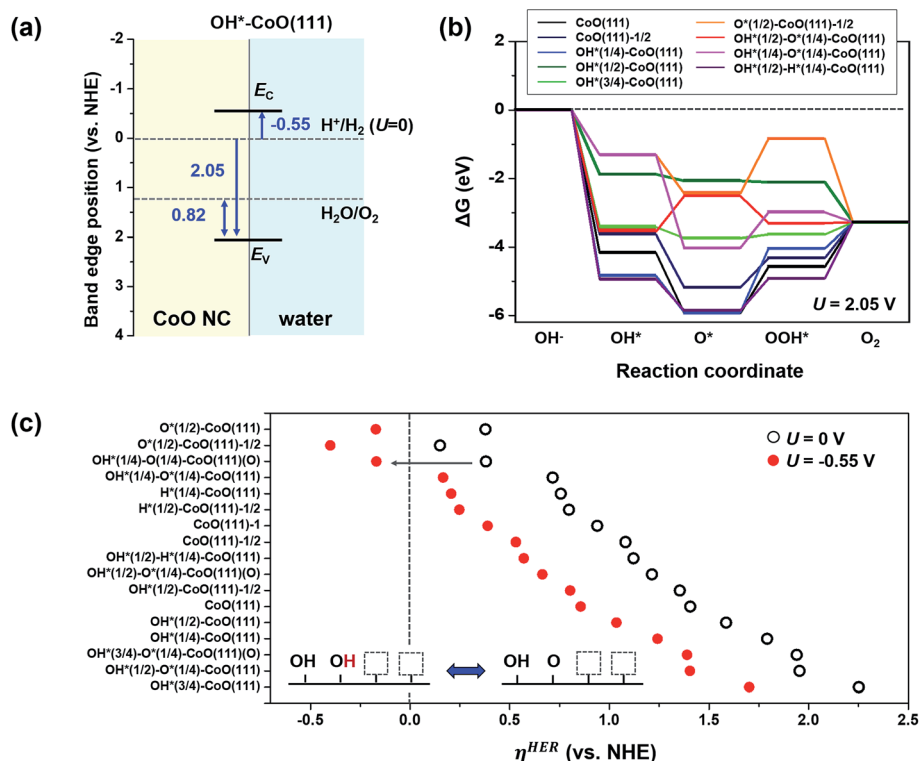 (a)
OH*-CoO(111)
Band edge position (vs. NHE)
-2
-1
0
1
2
3
4
E_C
-0.55
H⁺/H₂ (U=0)
2.05
0.82
H₂O/O₂
E_V
CoO NC
water
(b)
CoO(111)
CoO(111)-1/2
OH*(1/4)-CoO(111)
OH*(1/2)-CoO(111)
OH*(3/4)-CoO(111)
O*(1/2)-CoO(111)-1/2
OH*(1/2)-O*(1/4)-CoO(111)
OH*(1/4)-O*(1/4)-CoO(111)
OH*(1/2)-H*(1/4)-CoO(111)
ΔG (eV)
2
0
-2
-4
-6
U = 2.05 V
OH⁻
OH*
O*
OOH*
O₂
Reaction coordinate
(c)
O*(1/2)-CoO(111)
O*(1/2)-CoO(111)-1/2
OH*(1/4)-O(1/4)-CoO(111)(O)
OH*(1/4)-O*(1/4)-CoO(111)
H*(1/4)-CoO(111)
H*(1/2)-CoO(111)-1/2
CoO(111)-1
CoO(111)-1/2
OH*(1/2)-H*(1/4)-CoO(111)
OH*(1/2)-O*(1/4)-CoO(111)(O)
OH*(1/2)-CoO(111)-1/2
CoO(111)
OH*(1/2)-CoO(111)
OH*(1/4)-CoO(111)
OH*(3/4)-O*(1/4)-CoO(111)(O)
OH*(1/2)-O*(1/4)-CoO(111)
OH*(3/4)-CoO(111)
U = 0 V
U = -0.55 V
OH OH
OH O
-0.5
0.0
0.5
1.0
1.5
2.0
2.5
η^HER (vs. NHE)